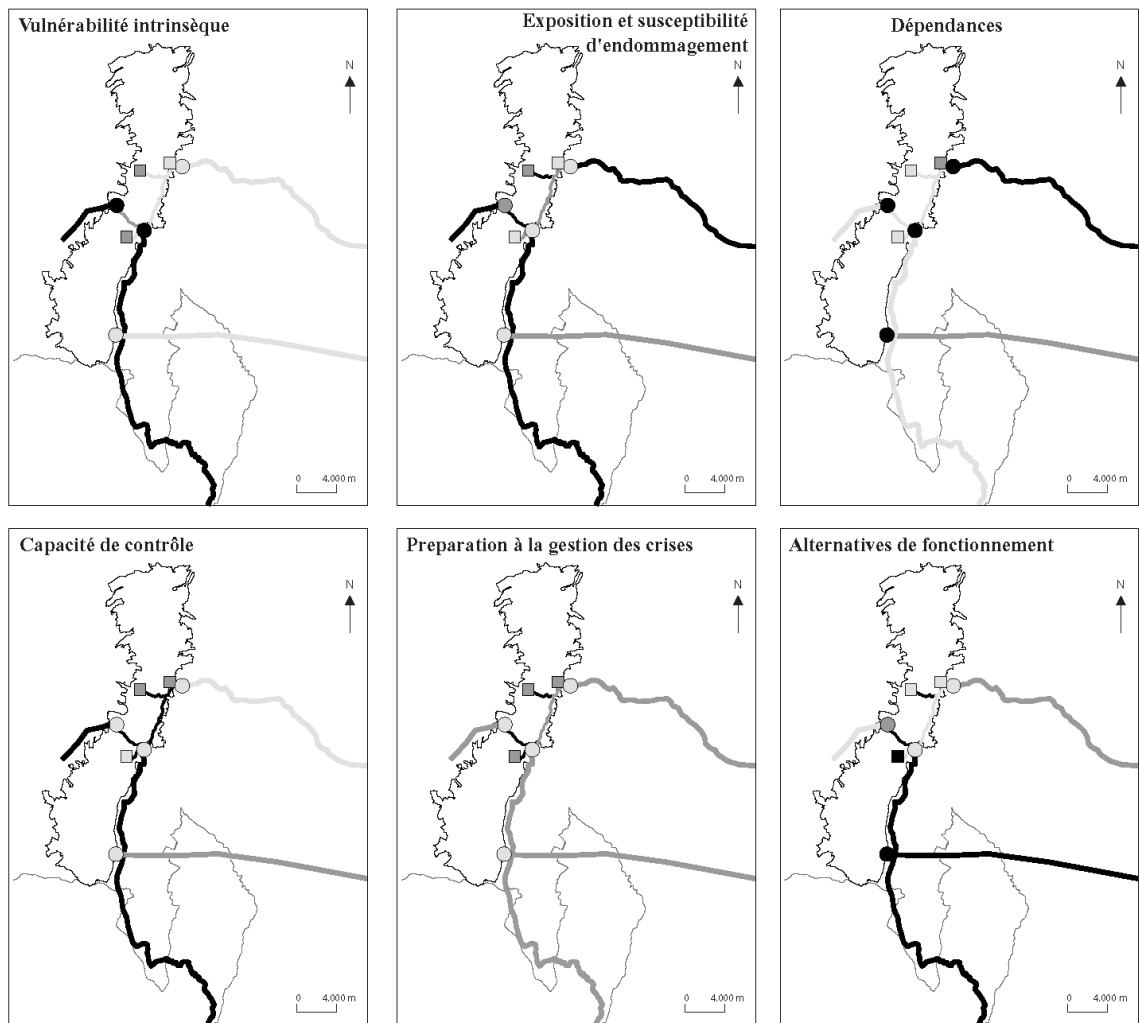 Vulnérabilité intrinsèque
N
0 4.000 m
Exposition et susceptibilité
d'endommagement
N
0 4.000 m
Dépendances
N
0 4.000 m
Capacité de contrôle
N
0 4.000 m
Preparation à la gestion des crises
N
0 4.000 m
Alternatives de fonctionnement
N
0 4.000 m